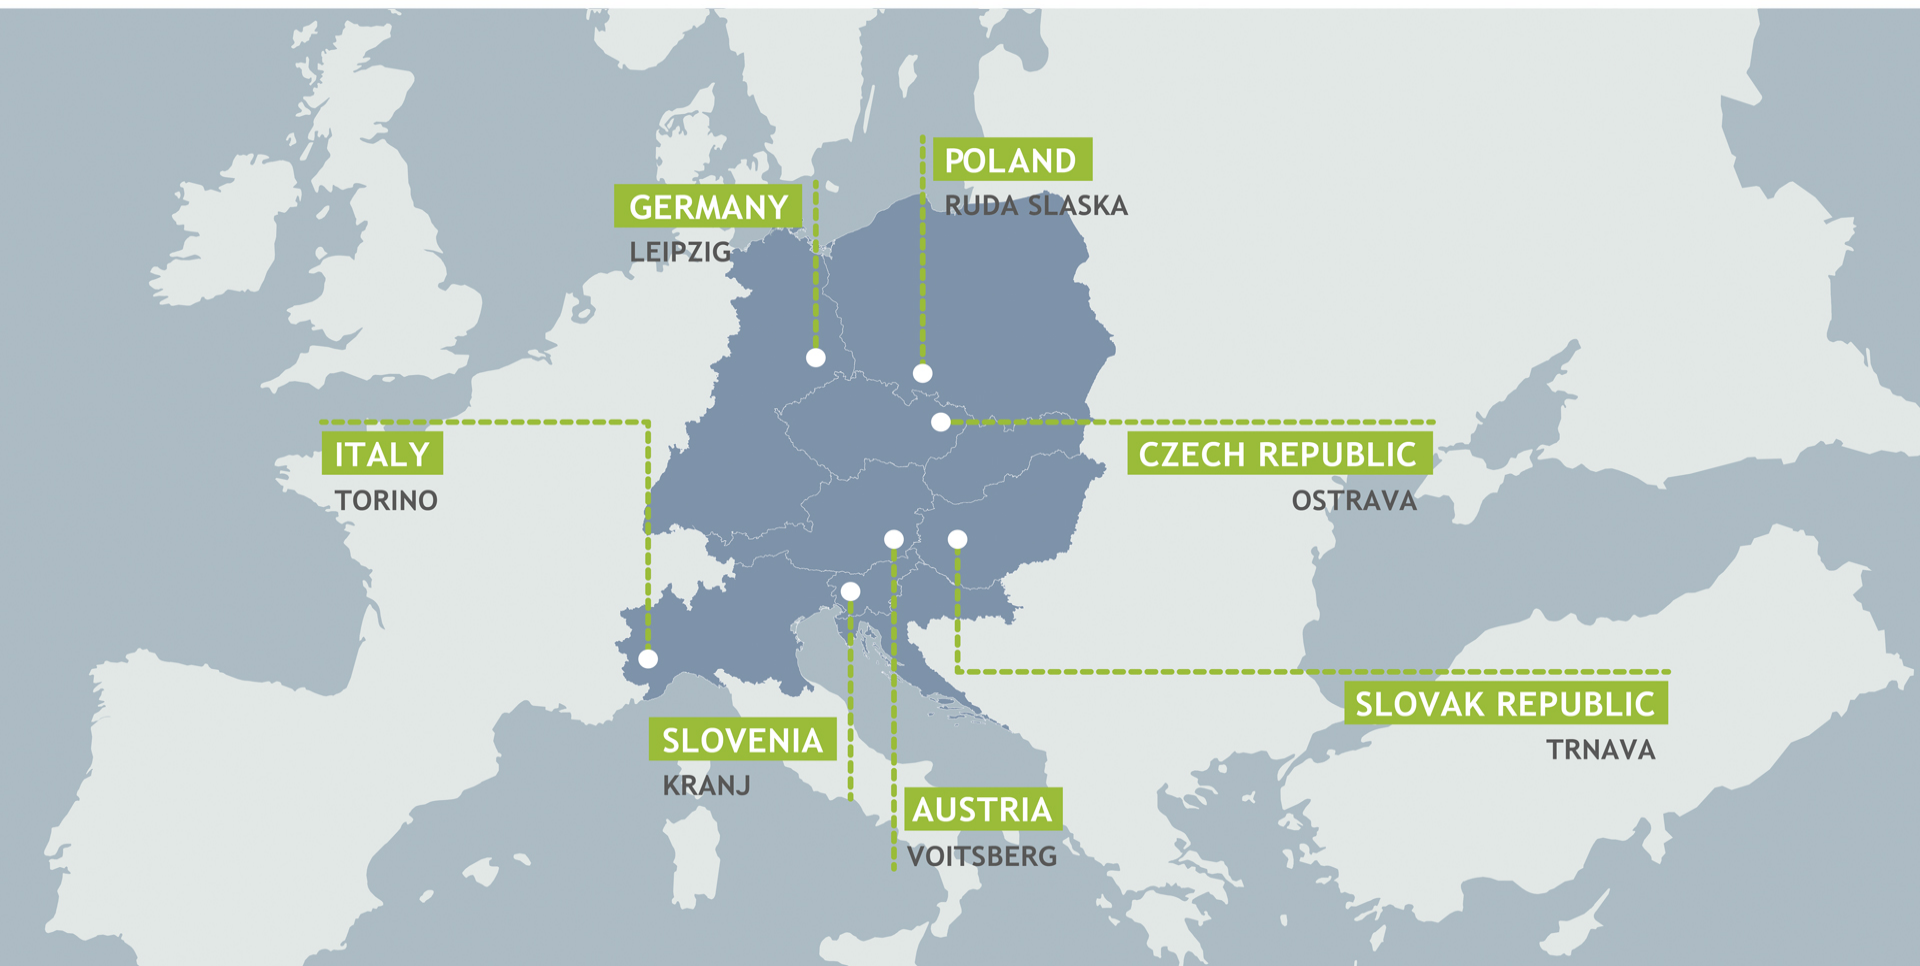 POLAND
RUDA SLASKA
GERMANY
LEIPZIG
ITALY
TORINO
CZECH REPUBLIC
OSTRAVA
SLOVAK REPUBLIC
TRNAVA
SLOVENIA
KRANJ
AUSTRIA
VOITSBERG